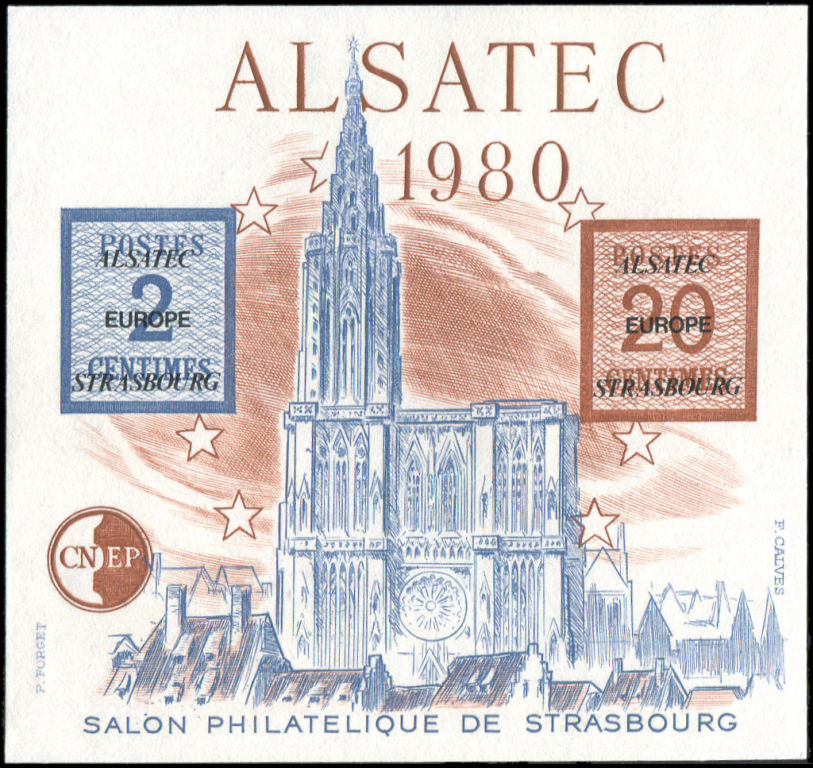 ALSATEC
1980
POSTES
ALSATEC
2
EUROPE
CENTIMES
STRASBOURG
POSTES
ALSATEC
20
EUROPE
CENTIMES
STRASBOURG
CNEP
P. FORGET
F. CALVES
SALON PHILATELIQUE DE STRASBOURG